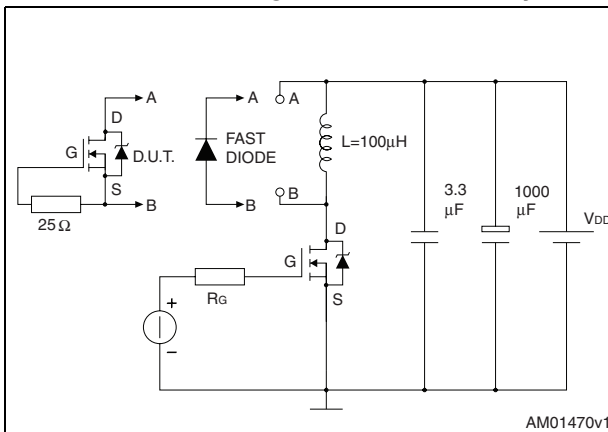 A
D
G
D.U.T.
S
B
25 Ω
A
FAST
DIODE
B
A
B
L=100μH
D
G
S
RG
+
–
3.3
μF
1000
μF
VDD
AM01470v1